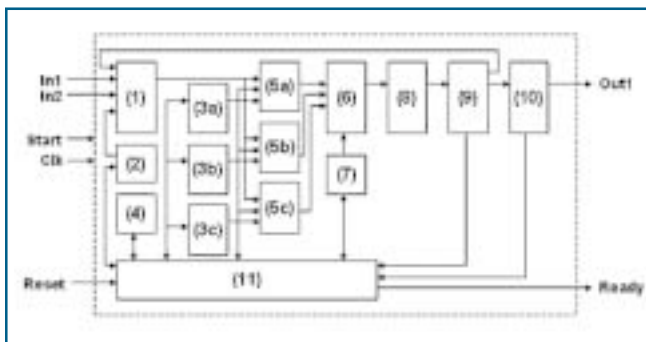 In1
In2
Start
Clk
Reset
(1)
(2)
(4)
(3a)
(3b)
(3c)
(5a)
(5b)
(5c)
(6)
(7)
(8)
(9)
(10)
(11)
Out1
Ready